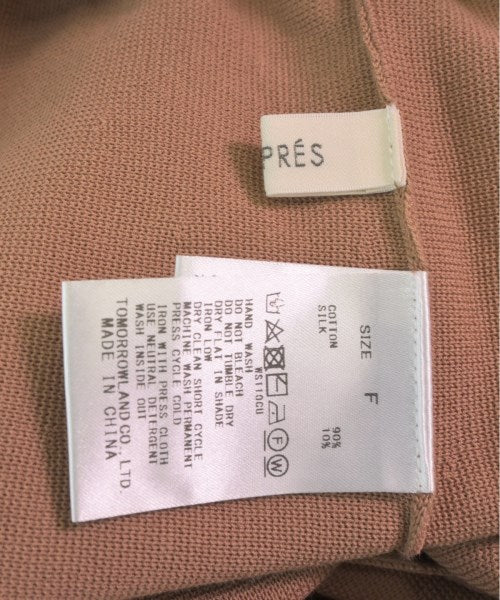 PRÉS
SIZE F
COTTON 90%
SILK 10%
WS110CU
HAND WASH
DO NOT BLEACH
DO NOT TUMBLE DRY
DRY FLAT IN SHADE
IRON LOW
DRY CLEAN SHORT CYCLE
MACHINE WASH PERMANENT
PRESS CYCLE COLD
IRON WITH PRESS CLOTH
USE NEUTRAL DETERGENT
WASH INSIDE OUT
TOMORROWLAND CO., LTD.
MADE IN CHINA